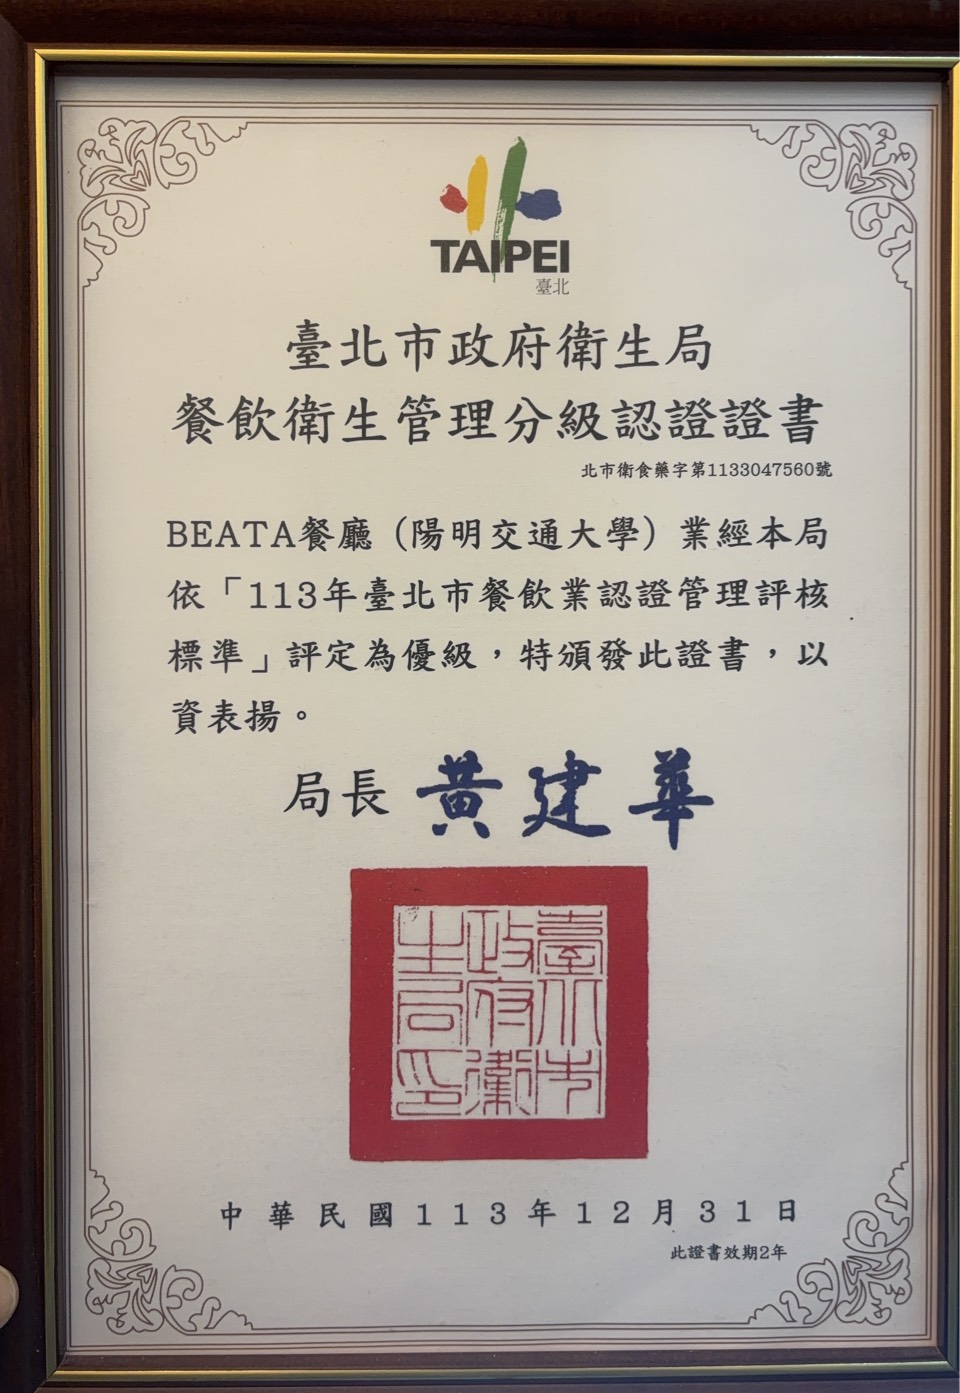 TAIPEI
臺北
臺北市政府衛生局
餐飲衛生管理分級認證證書
北市衛食藥字第1133047560號
BEATA餐廳（陽明交通大學）業經本局
依「113年臺北市餐飲業認證管理評核
標準」評定為優級，特頒發此證書，以
資表揚。
局長 黃建華
臺北市政府衛生局印
中華民國113年12月31日
此證書效期2年